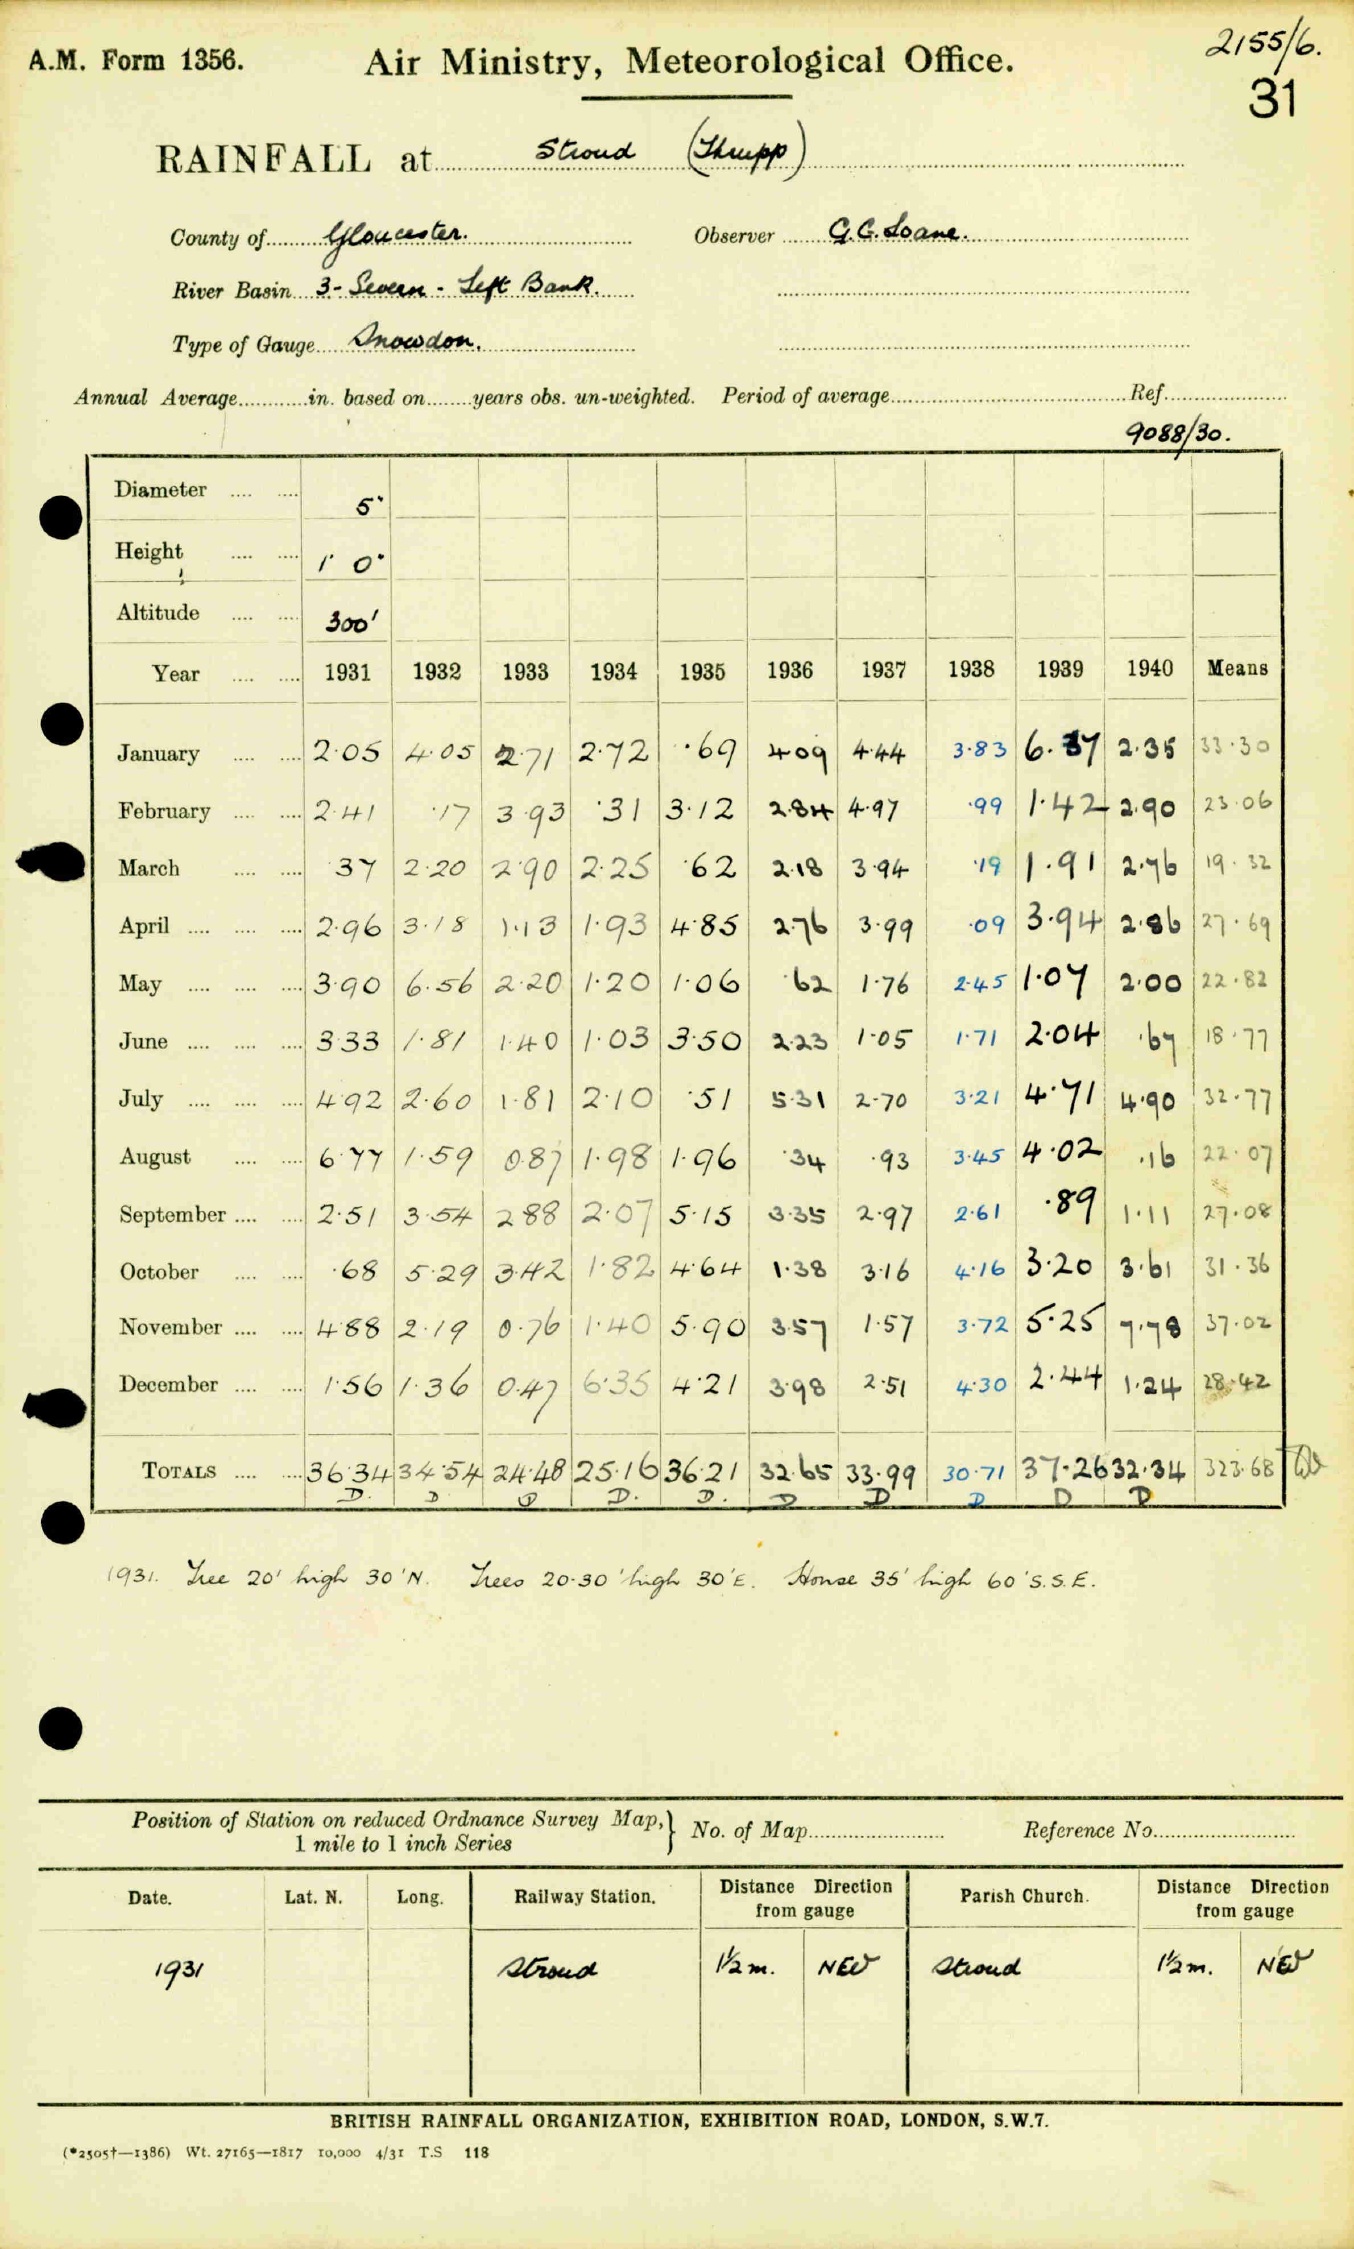 A.M. Form 1356.
Air Ministry, Meteorological Office.
2155/6.
31
RAINFALL at Stroud (Thrupp)
County of Gloucester. Observer G.C. Soane.
River Basin 3 - Severn - Left Bank.
Type of Gauge Snowdon.
Annual Average............in. based on........years obs. un-weighted. Period of average............ Ref............
9088/30.
Diameter .... .... 5"
Height .... .... 1' 0"
Altitude .... .... 300'
Year .... .... 1931 1932 1933 1934 1935 1936 1937 1938 1939 1940 Means
January .... .... 2·05 4·05 2·71 2·72 ·69 4·09 4·44 3·83 6·37 2·35 33·30
February .... .... 2·41 ·17 3·93 ·31 3·12 2·84 4·97 ·99 1·42 2·90 23·06
March .... .... ·37 2·20 2·90 2·25 ·62 2·18 3·94 ·19 1·91 2·76 19·32
April .... .... .... 2·96 3·18 1·13 1·93 4·85 2·76 3·99 ·09 3·94 2·86 27·69
May .... .... .... 3·90 6·56 2·20 1·20 1·06 ·62 1·76 2·45 1·07 2·00 22·82
June .... .... .... 3·33 1·81 1·40 1·03 3·50 2·23 1·05 1·71 2·04 ·67 18·77
July .... .... .... 4·92 2·60 1·81 2·10 ·51 5·31 2·70 3·21 4·71 4·90 32·77
August .... .... 6·77 1·59 0·87 1·98 1·96 ·34 ·93 3·45 4·02 ·16 22·07
September .... .... 2·51 3·54 2·88 2·07 5·15 3·35 2·97 2·61 ·89 1·11 27·08
October .... .... ·68 5·29 3·42 1·82 4·64 1·38 3·16 4·16 3·20 3·61 31·36
November .... .... 4·88 2·19 0·76 1·40 5·90 3·57 1·57 3·72 5·25 7·78 37·02
December .... .... 1·56 1·36 0·47 6·35 4·21 3·98 2·51 4·30 2·44 1·24 28·42
TOTALS .... .... 36·34 34·54 24·48 25·16 36·21 32·65 33·99 30·71 37·26 32·34 323·68
D. D D D. D. D D D D D
1931. Tree 20' high 30' N. Trees 20-30' high 30' E. House 35' high 60' S.S.E.
Position of Station on reduced Ordnance Survey Map,} No. of Map............ Reference No............
1 mile to 1 inch Series
Date. Lat. N. Long. Railway Station. Distance Direction from gauge Parish Church. Distance Direction from gauge
1931 Stroud 1½ m. NEW Stroud 1½ m. NEW
BRITISH RAINFALL ORGANIZATION, EXHIBITION ROAD, LONDON, S.W.7.
(*2505†—1386) Wt. 27165—1817 10,000 4/31 T.S 118